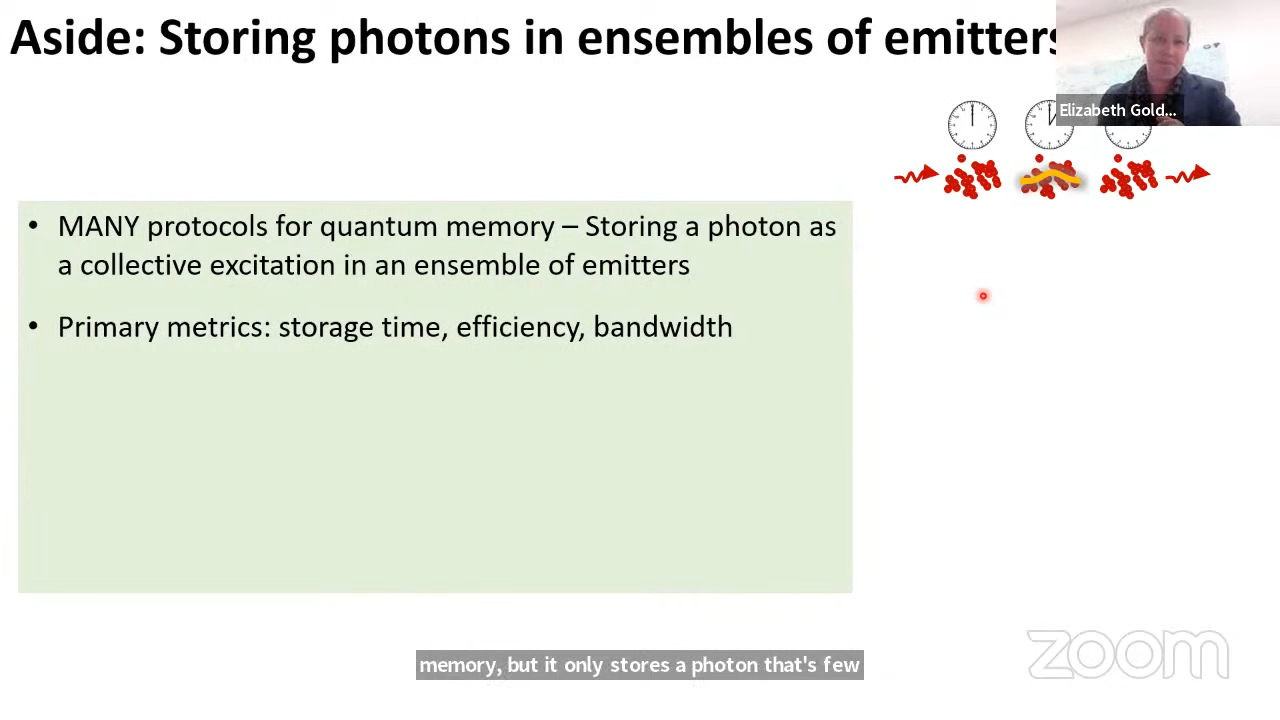 Aside: Storing photons in ensembles of emitters
Elizabeth Gold...
• MANY protocols for quantum memory – Storing a photon as
a collective excitation in an ensemble of emitters
• Primary metrics: storage time, efficiency, bandwidth
memory, but it only stores a photon that's few
zoom